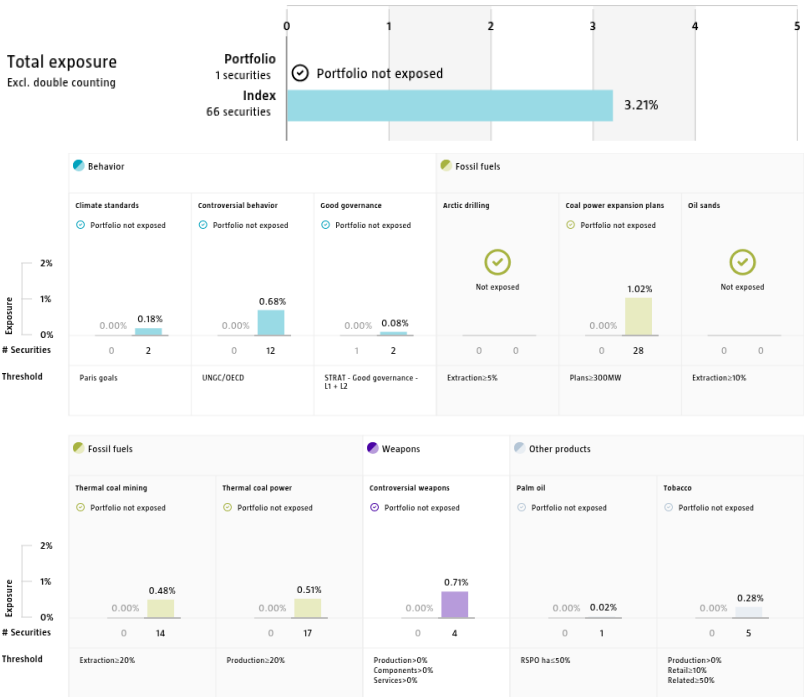 0 1 2 3 4 5
Total exposure
Excl. double counting
Portfolio
1 securities
Portfolio not exposed
Index
66 securities
3.21%
Behavior
Fossil fuels
Climate standards
Controversial behavior
Good governance
Arctic drilling
Coal power expansion plans
Oil sands
Portfolio not exposed
Portfolio not exposed
Portfolio not exposed
Portfolio not exposed
Not exposed
Not exposed
Exposure
2%
1%
0%
0.00% 0.18%
0.00% 0.68%
0.00% 0.08%
0.00% 1.02%
# Securities
0 2
0 12
1 2
0 0
0 28
0 0
Threshold
Paris goals
UNGC/OECD
STRAT - Good governance -
L1 + L2
Extraction≥5%
Plans≥300MW
Extraction≥10%
Fossil fuels
Weapons
Other products
Thermal coal mining
Thermal coal power
Controversial weapons
Palm oil
Tobacco
Portfolio not exposed
Portfolio not exposed
Portfolio not exposed
Portfolio not exposed
Portfolio not exposed
Exposure
2%
1%
0%
0.00% 0.48%
0.00% 0.51%
0.00% 0.71%
0.00% 0.02%
0.00% 0.28%
# Securities
0 14
0 17
0 4
0 1
0 5
Threshold
Extraction≥20%
Production≥20%
Production>0%
Components>0%
Services>0%
RSPO ha≤50%
Production>0%
Retail≥10%
Related≥50%